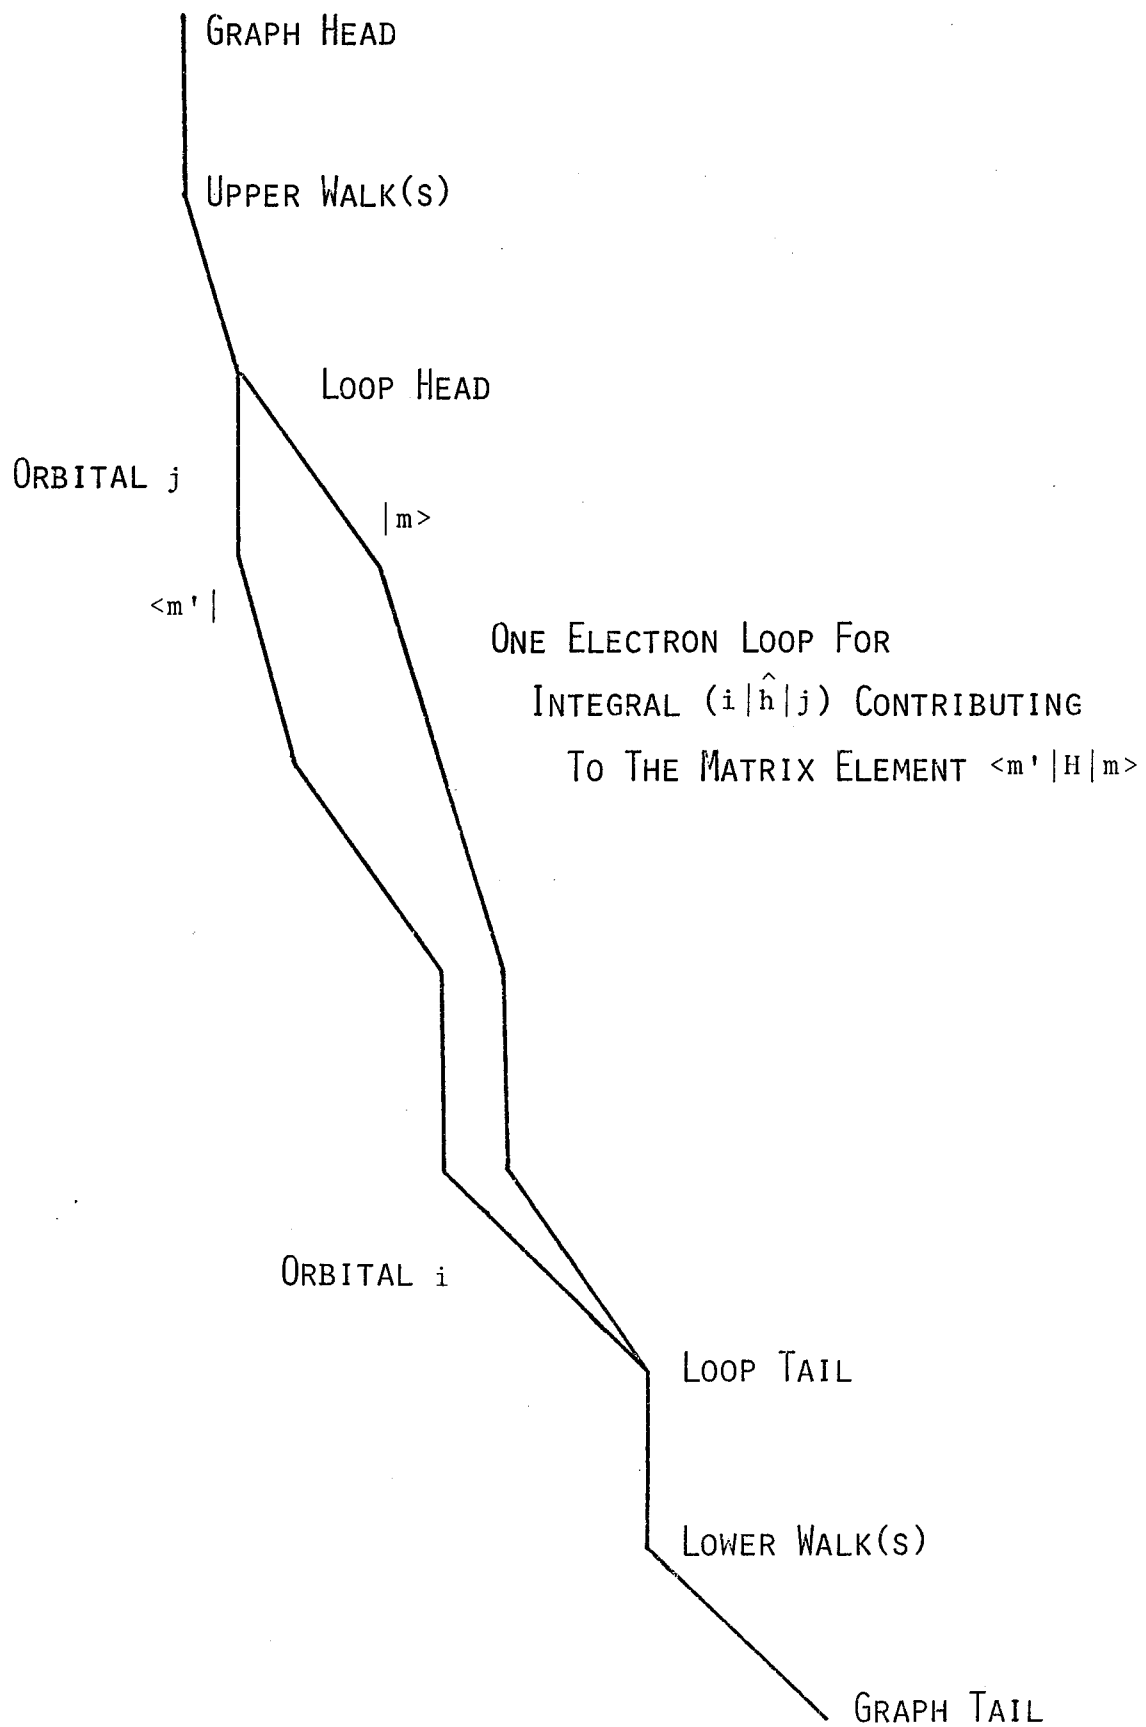 GRAPH HEAD
UPPER WALK(S)
LOOP HEAD
ORBITAL j
|m>
<m'|
ONE ELECTRON LOOP FOR
INTEGRAL (i|ĥ|j) CONTRIBUTING
TO THE MATRIX ELEMENT <m'|H|m>
ORBITAL i
LOOP TAIL
LOWER WALK(S)
GRAPH TAIL